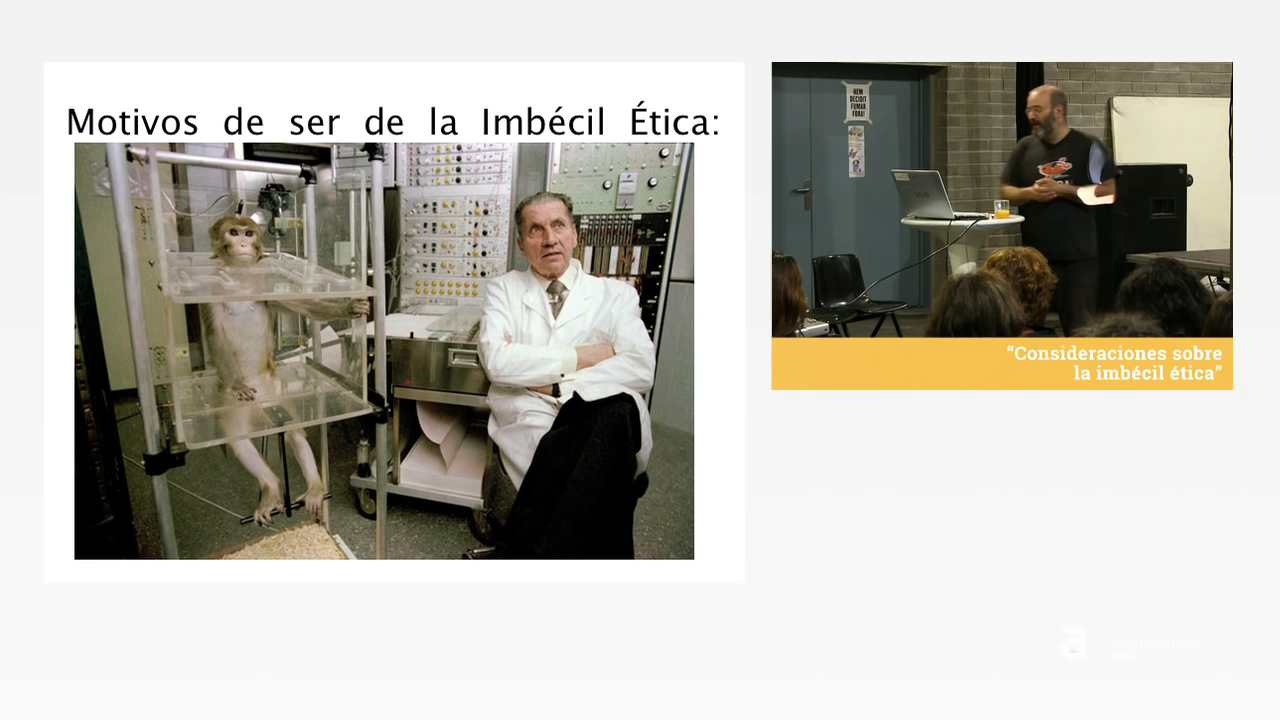 Motivos de ser de la Imbécil Ética:
HEM
DECIDIT
FUMAR
FORA!
“Consideraciones sobre
la imbécil ética”